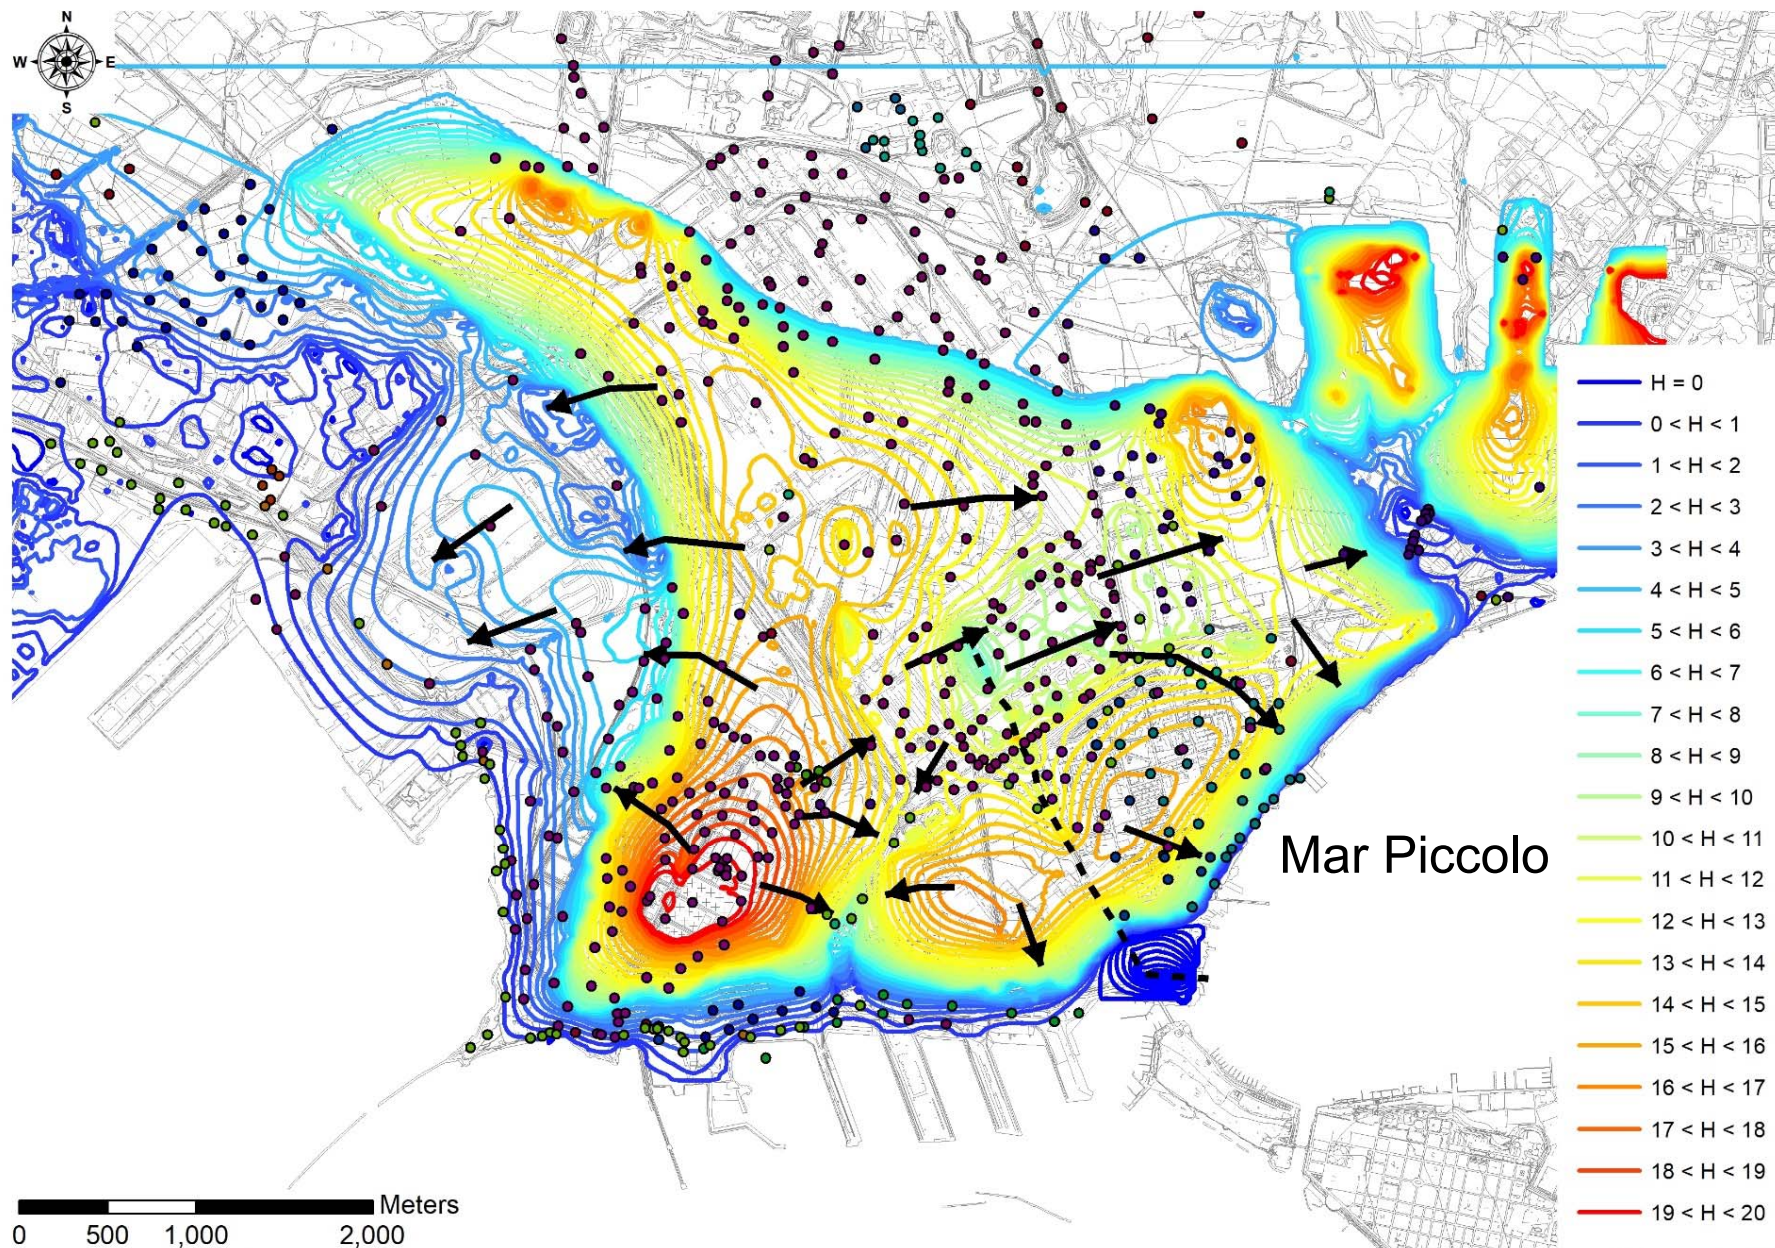 N
W E
S
H = 0
0 < H < 1
1 < H < 2
2 < H < 3
3 < H < 4
4 < H < 5
5 < H < 6
6 < H < 7
7 < H < 8
8 < H < 9
9 < H < 10
10 < H < 11
11 < H < 12
12 < H < 13
13 < H < 14
14 < H < 15
15 < H < 16
16 < H < 17
17 < H < 18
18 < H < 19
19 < H < 20
Mar Piccolo
Meters
0 500 1,000 2,000